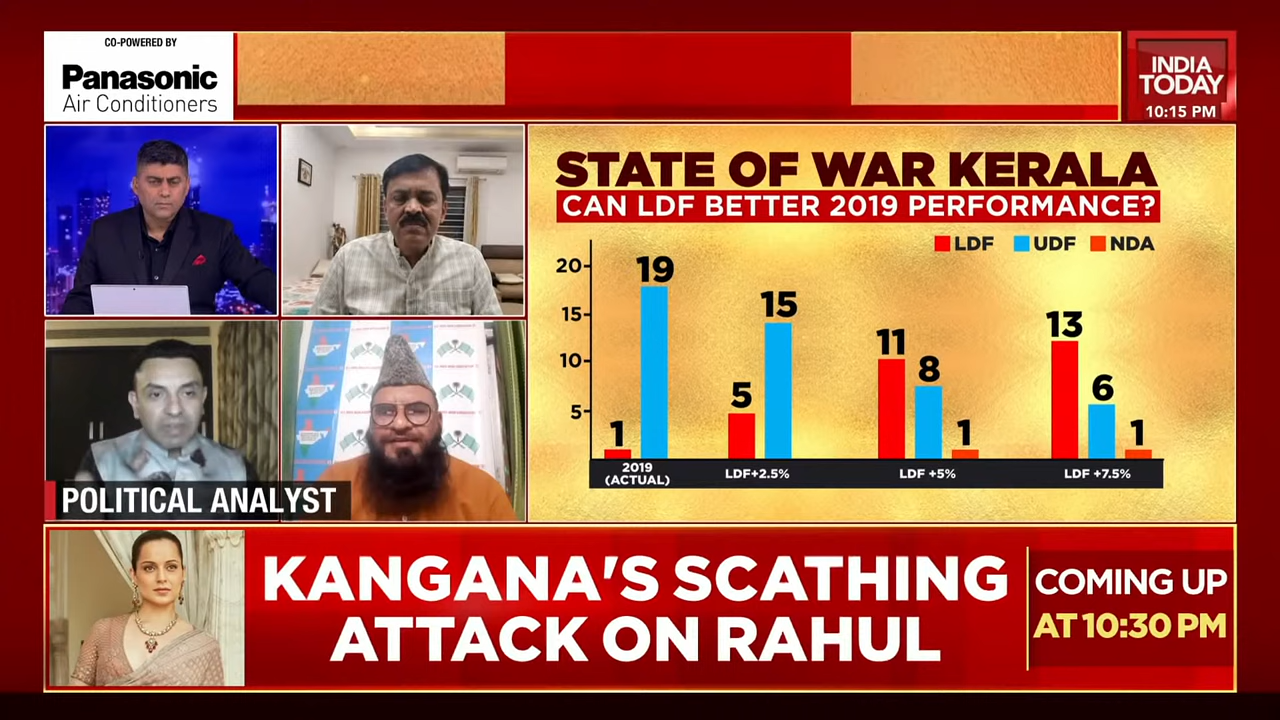 CO-POWERED BY
Panasonic
Air Conditioners
INDIA
TODAY
10:15 PM
STATE OF WAR KERALA
CAN LDF BETTER 2019 PERFORMANCE?
LDF UDF NDA
20
15
10
5
1 19
5 15
11 8 1
13 6 1
2019
(ACTUAL)
LDF+2.5%
LDF +5%
LDF +7.5%
POLITICAL ANALYST
KANGANA'S SCATHING
ATTACK ON RAHUL
COMING UP
AT 10:30 PM